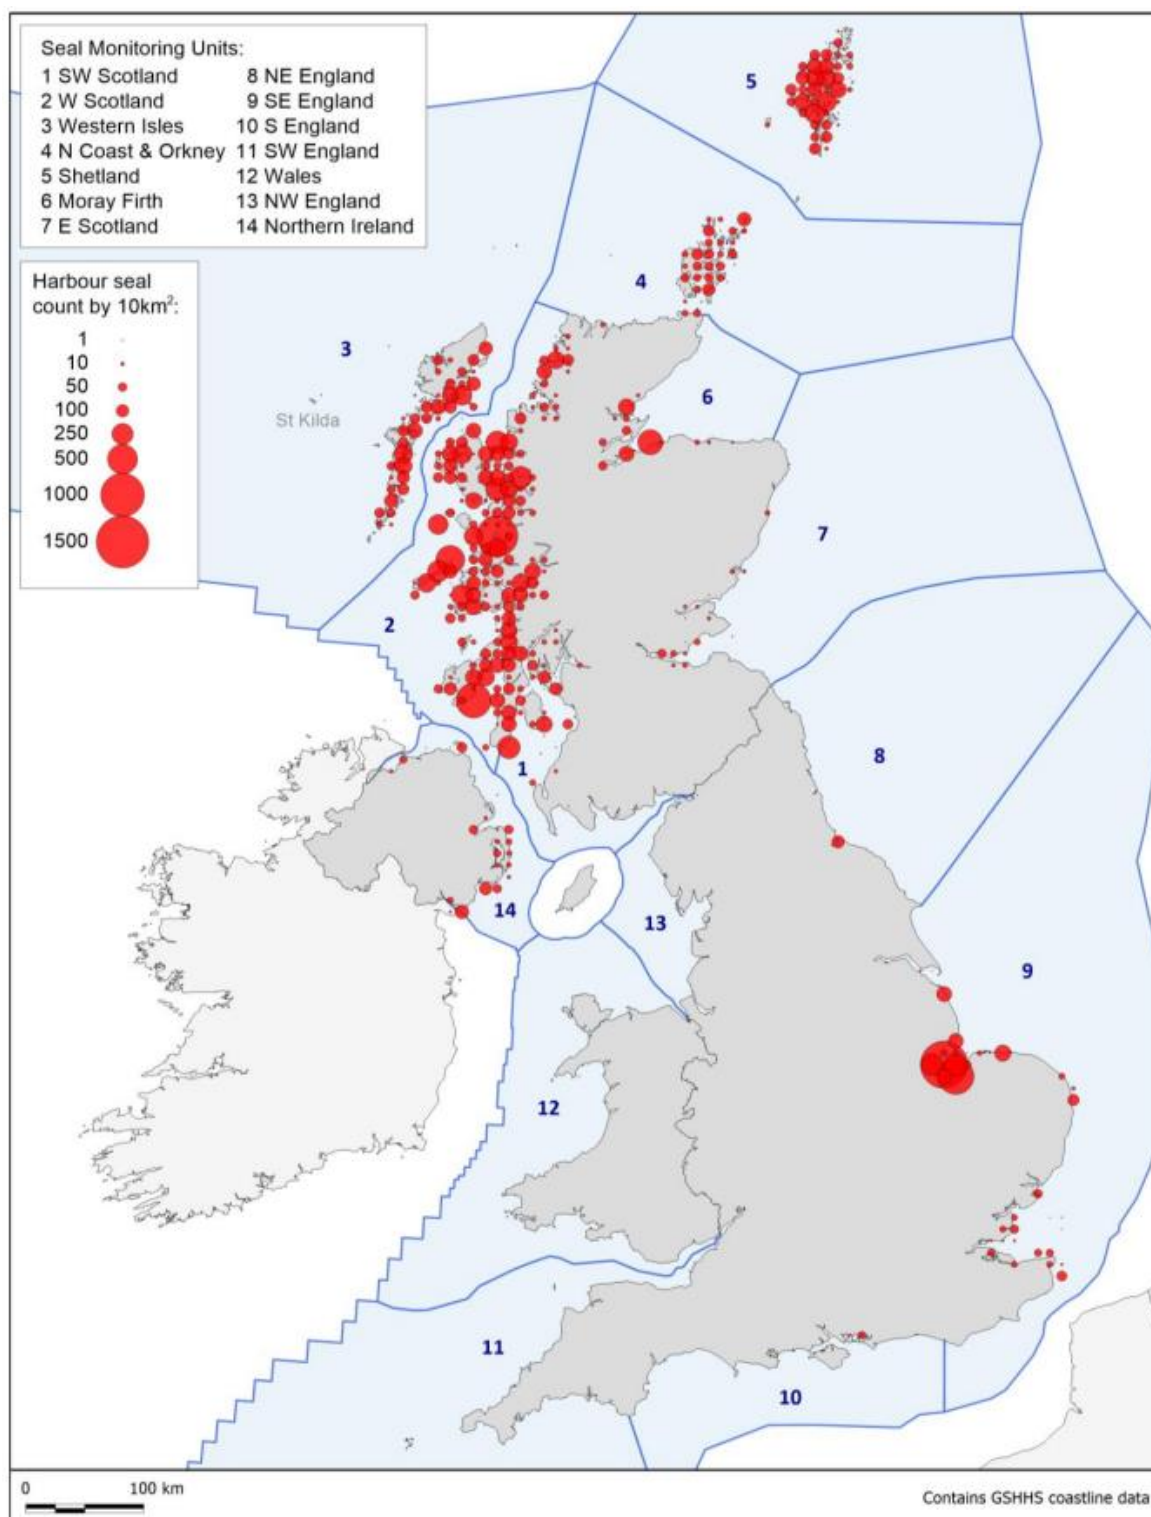 Seal Monitoring Units:
1 SW Scotland 8 NE England
2 W Scotland 9 SE England
3 Western Isles 10 S England
4 N Coast & Orkney 11 SW England
5 Shetland 12 Wales
6 Moray Firth 13 NW England
7 E Scotland 14 Northern Ireland
Harbour seal
count by 10km²:
1
10
50
100
250
500
1000
1500
5
4
3
St Kilda
6
7
2
1
8
14
13
9
12
11
10
0 100 km
Contains GSHHS coastline data